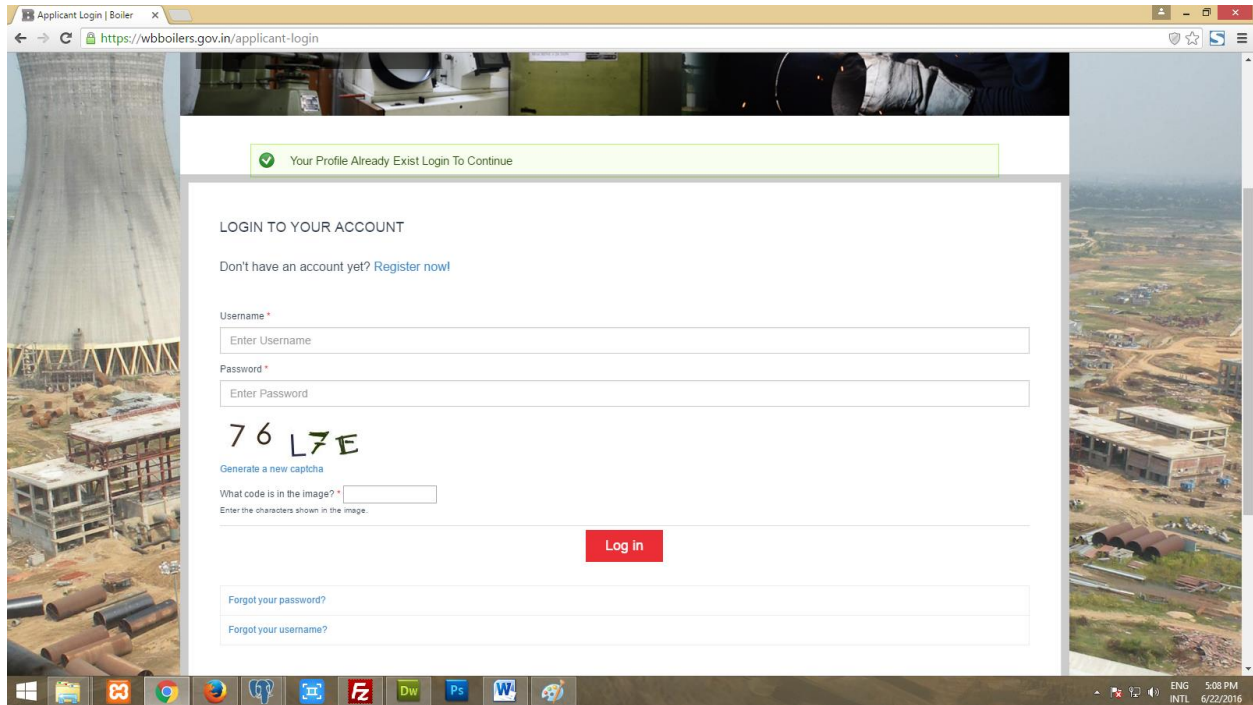 Applicant Login | Boiler
https://wbboilers.gov.in/applicant-login
Your Profile Already Exist Login To Continue
LOGIN TO YOUR ACCOUNT
Don't have an account yet? Register now!
Username *
Enter Username
Password *
Enter Password
7 6 L 7 E
Generate a new captcha
What code is in the image? *
Enter the characters shown in the image.
Log in
Forgot your password?
Forgot your username?
Dw
Ps
W
ENG 5:08 PM
INTL 6/22/2016